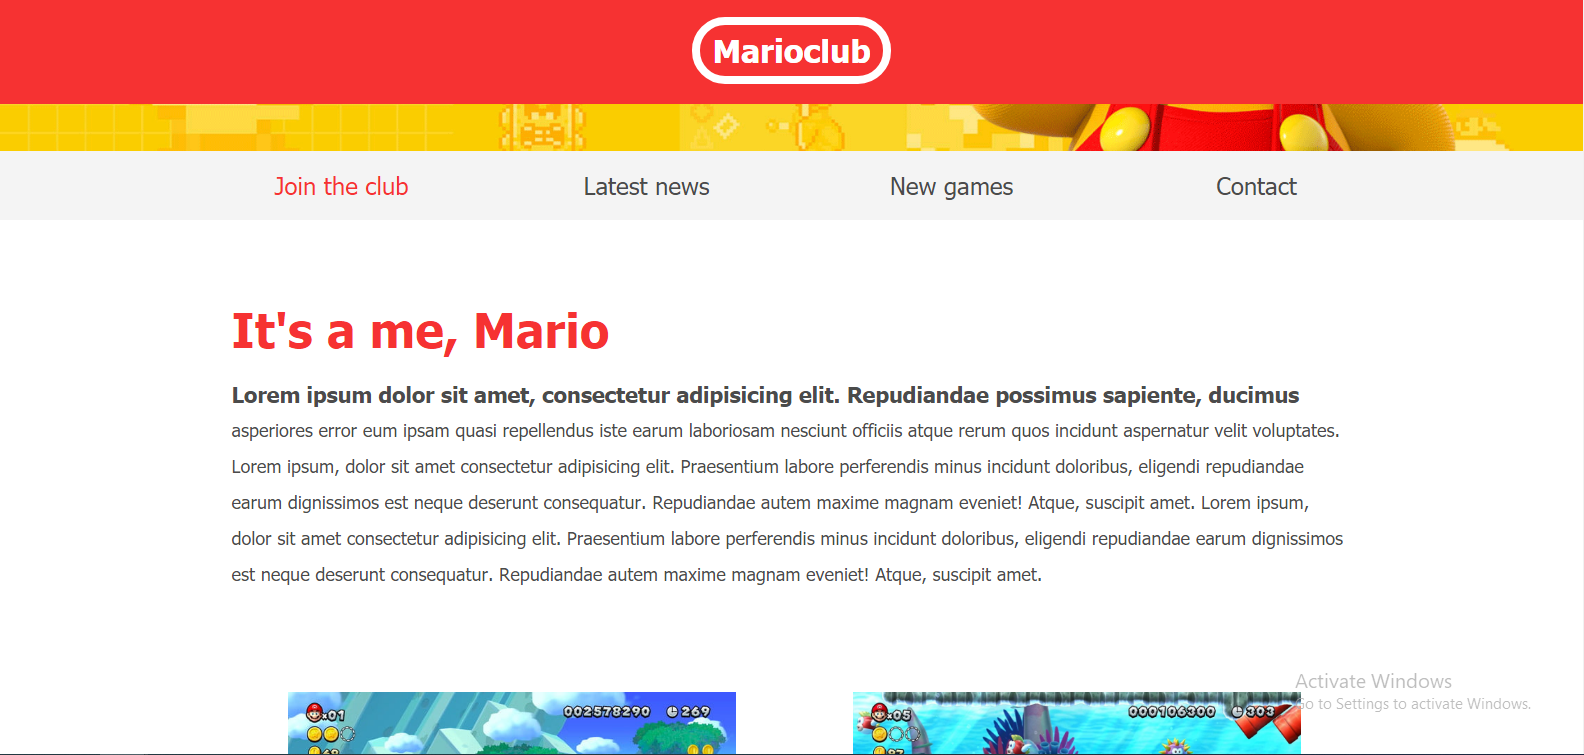 Marioclub
Join the club
Latest news
New games
Contact
It's a me, Mario
Lorem ipsum dolor sit amet, consectetur adipisicing elit. Repudiandae possimus sapiente, ducimus
asperiores error eum ipsam quasi repellendus iste earum laboriosam nesciunt officiis atque rerum quos incidunt aspernatur velit voluptates.
Lorem ipsum, dolor sit amet consectetur adipisicing elit. Praesentium labore perferendis minus incidunt doloribus, eligendi repudiandae
earum dignissimos est neque deserunt consequatur. Repudiandae autem maxime magnam eveniet! Atque, suscipit amet. Lorem ipsum,
dolor sit amet consectetur adipisicing elit. Praesentium labore perferendis minus incidunt doloribus, eligendi repudiandae earum dignissimos
est neque deserunt consequatur. Repudiandae autem maxime magnam eveniet! Atque, suscipit amet.
Activate Windows
Go to Settings to activate Windows.
x01
002578290
269
x05
000106300
303